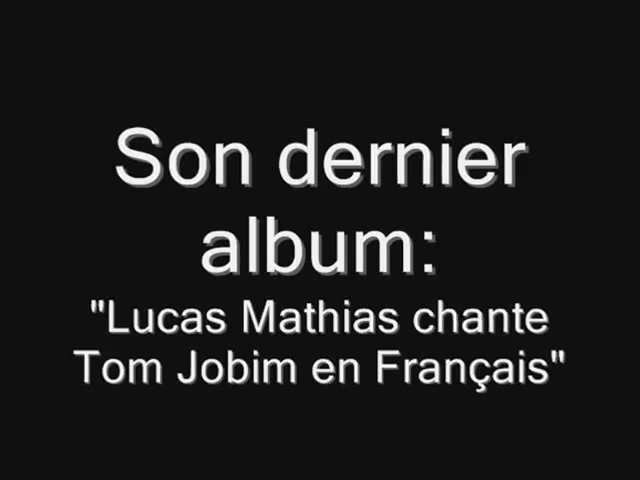 Son dernier
album:
"Lucas Mathias chante
Tom Jobim en Français"